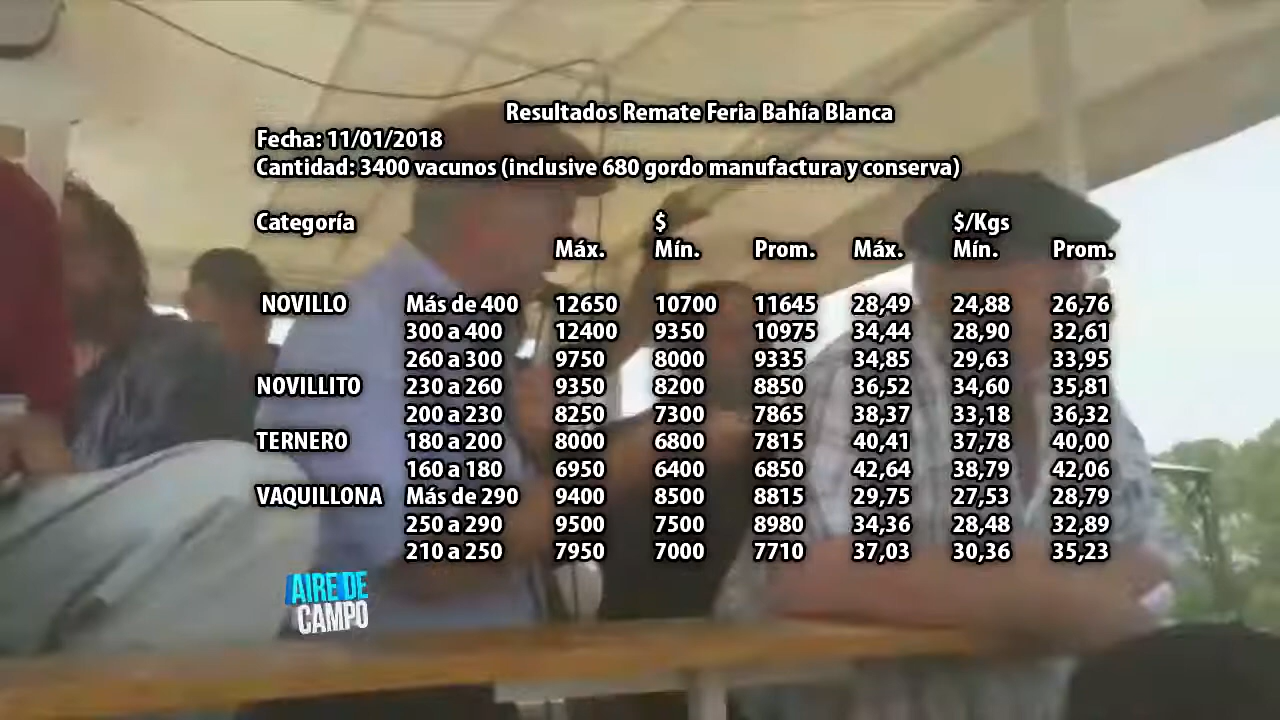 Resultados Remate Feria Bahía Blanca
Fecha: 11/01/2018
Cantidad: 3400 vacunos (inclusive 680 gordo manufactura y conserva)
Categoría $ $/Kgs
Máx. Mín. Prom. Máx. Mín. Prom.
NOVILLO Más de 400 12650 10700 11645 28,49 24,88 26,76
300 a 400 12400 9350 10975 34,44 28,90 32,61
260 a 300 9750 8000 9335 34,85 29,63 33,95
NOVILLITO 230 a 260 9350 8200 8850 36,52 34,60 35,81
200 a 230 8250 7300 7865 38,37 33,18 36,32
TERNERO 180 a 200 8000 6800 7815 40,41 37,78 40,00
160 a 180 6950 6400 6850 42,64 38,79 42,06
VAQUILLONA Más de 290 9400 8500 8815 29,75 27,53 28,79
250 a 290 9500 7500 8980 34,36 28,48 32,89
210 a 250 7950 7000 7710 37,03 30,36 35,23
AIRE DE
CAMPO